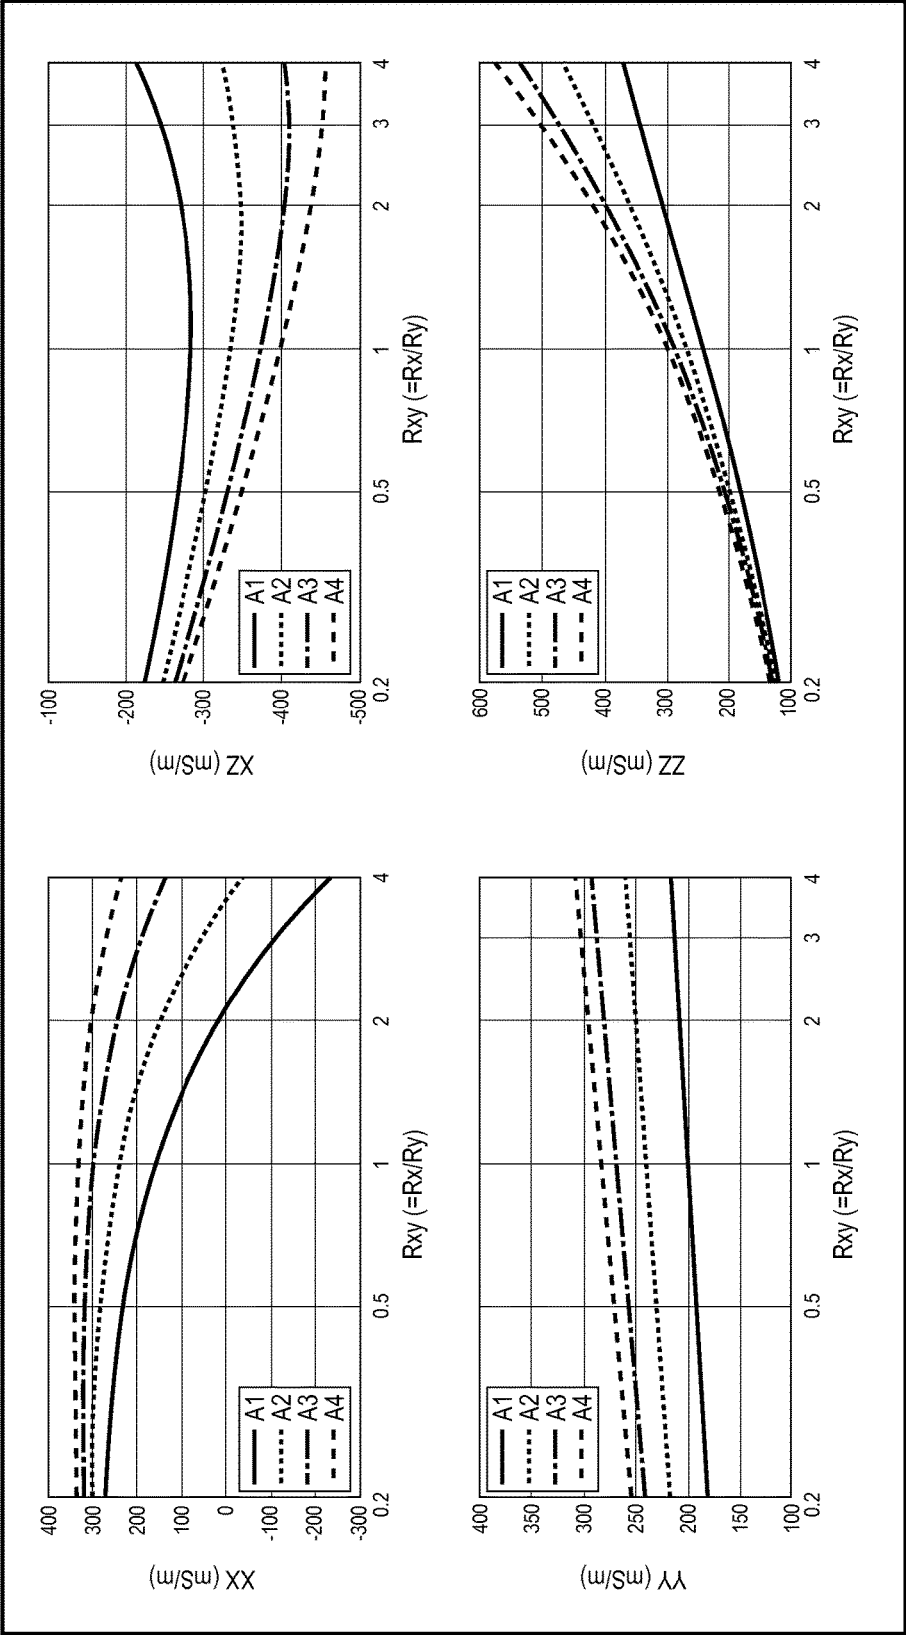 XX (mS/m)
400
300
200
100
0
-100
-200
-300
A1
A2
A3
A4
0.2 0.5 1 2 4
Rxy (=Rx/Ry)
XZ (mS/m)
-100
-200
-300
-400
-500
A1
A2
A3
A4
0.2 0.5 1 2 3 4
Rxy (=Rx/Ry)
YY (mS/m)
400
350
300
250
200
150
100
A1
A2
A3
A4
0.2 0.5 1 2 3 4
Rxy (=Rx/Ry)
ZZ (mS/m)
600
500
400
300
200
100
A1
A2
A3
A4
0.2 0.5 1 2 3 4
Rxy (=Rx/Ry)